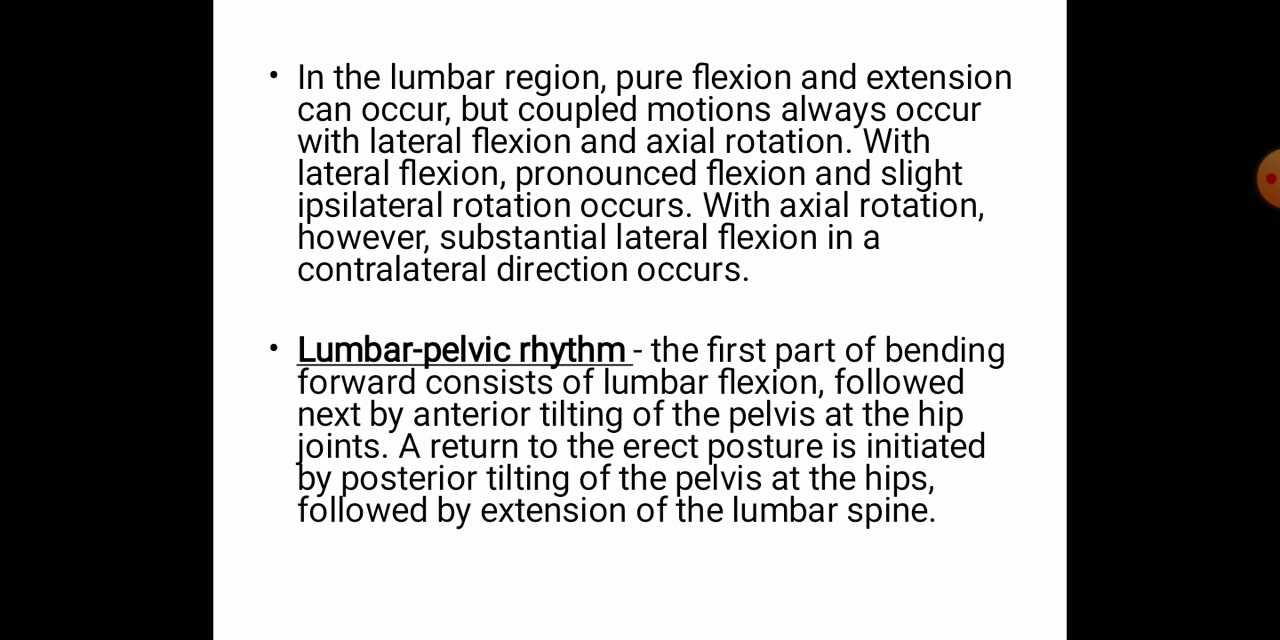 • In the lumbar region, pure flexion and extension
can occur, but coupled motions always occur
with lateral flexion and axial rotation. With
lateral flexion, pronounced flexion and slight
ipsilateral rotation occurs. With axial rotation,
however, substantial lateral flexion in a
contralateral direction occurs.
• Lumbar-pelvic rhythm - the first part of bending
forward consists of lumbar flexion, followed
next by anterior tilting of the pelvis at the hip
joints. A return to the erect posture is initiated
by posterior tilting of the pelvis at the hips,
followed by extension of the lumbar spine.